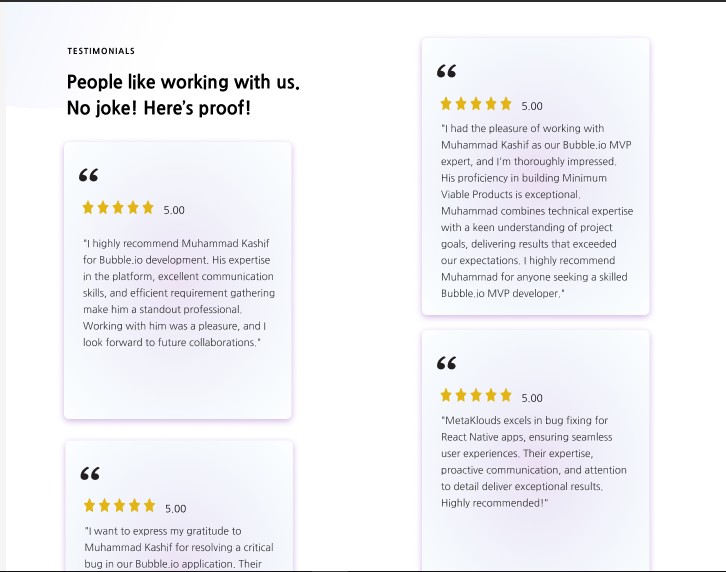 TESTIMONIALS
People like working with us.
No joke! Here's proof!
“
5.00
"I highly recommend Muhammad Kashif
for Bubble.io development. His expertise
in the platform, excellent communication
skills, and efficient requirement gathering
make him a standout professional.
Working with him was a pleasure, and I
look forward to future collaborations."
“
5.00
"I want to express my gratitude to
Muhammad Kashif for resolving a critical
bug in our Bubble.io application. Their
“
5.00
"I had the pleasure of working with
Muhammad Kashif as our Bubble.io MVP
expert, and I'm thoroughly impressed.
His proficiency in building Minimum
Viable Products is exceptional.
Muhammad combines technical expertise
with a keen understanding of project
goals, delivering results that exceeded
our expectations. I highly recommend
Muhammad for anyone seeking a skilled
Bubble.io MVP developer."
“
5.00
"MetaKlouds excels in bug fixing for
React Native apps, ensuring seamless
user experiences. Their expertise,
proactive communication, and attention
to detail deliver exceptional results.
Highly recommended!"